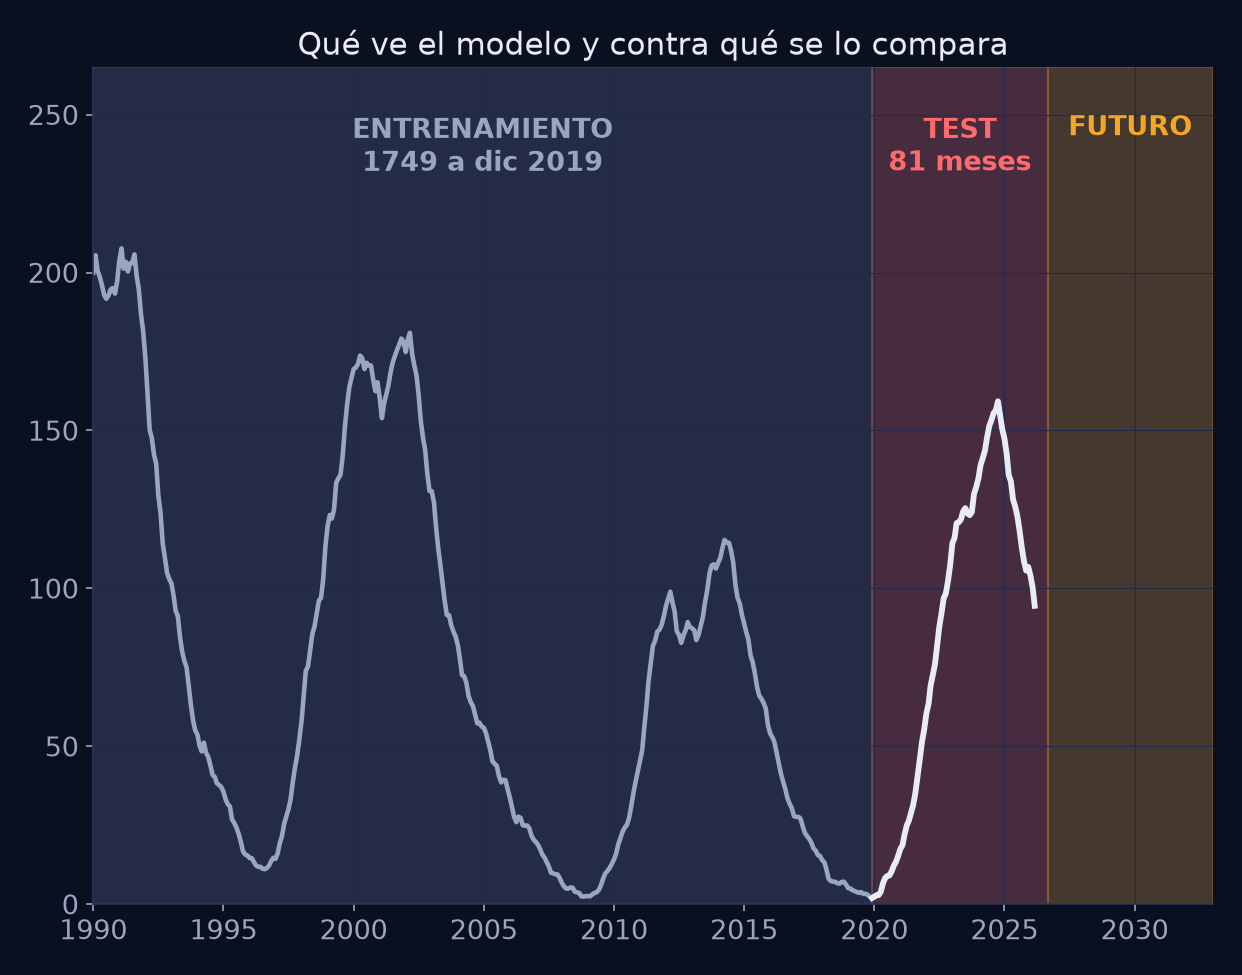 Qué ve el modelo y contra qué se lo compara
ENTRENAMIENTO
1749 a dic 2019
TEST
81 meses
FUTURO
250
200
150
100
50
0
1990 1995 2000 2005 2010 2015 2020 2025 2030